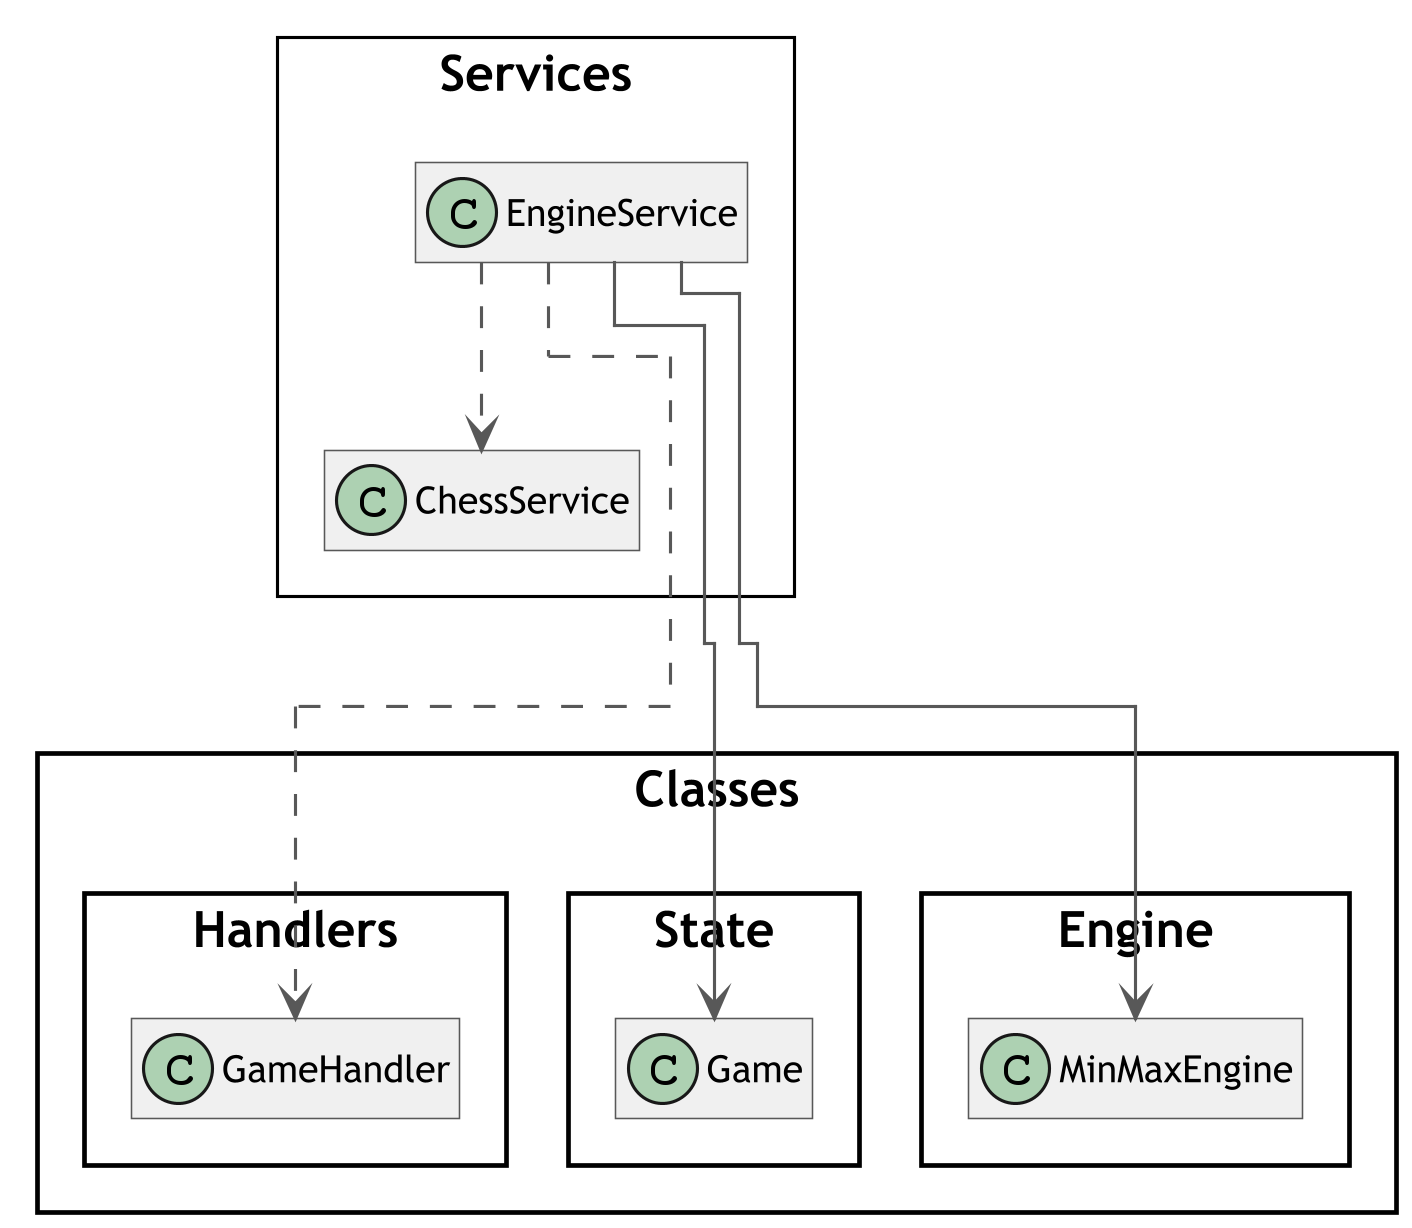 Services
C EngineService
C ChessService
Classes
Handlers
State
Engine
C GameHandler
C Game
C MinMaxEngine